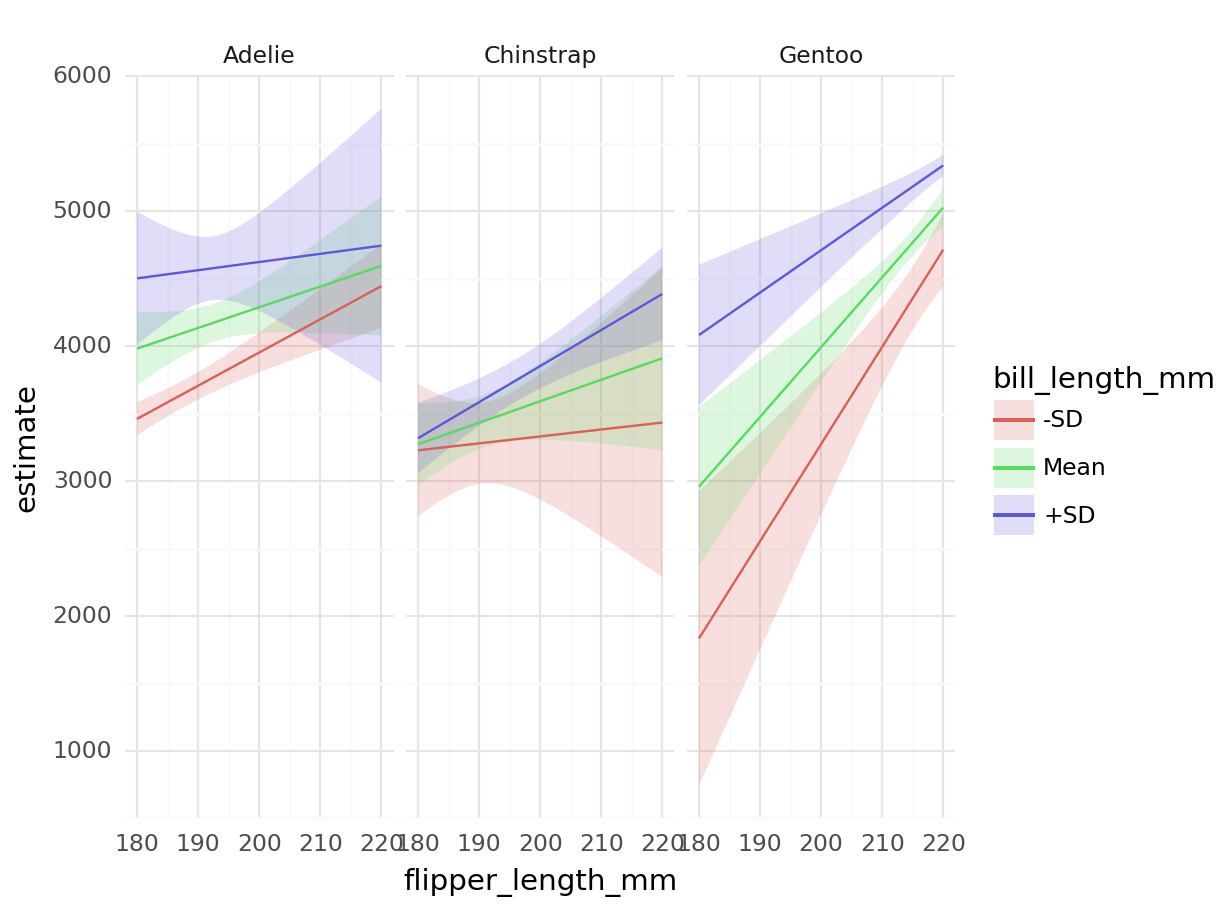 Adelie Chinstrap Gentoo
6000
5000
4000
3000
2000
1000
estimate
180 190 200 210 220 180 190 200 210 220 180 190 200 210 220
flipper_length_mm
bill_length_mm
-SD
Mean
+SD